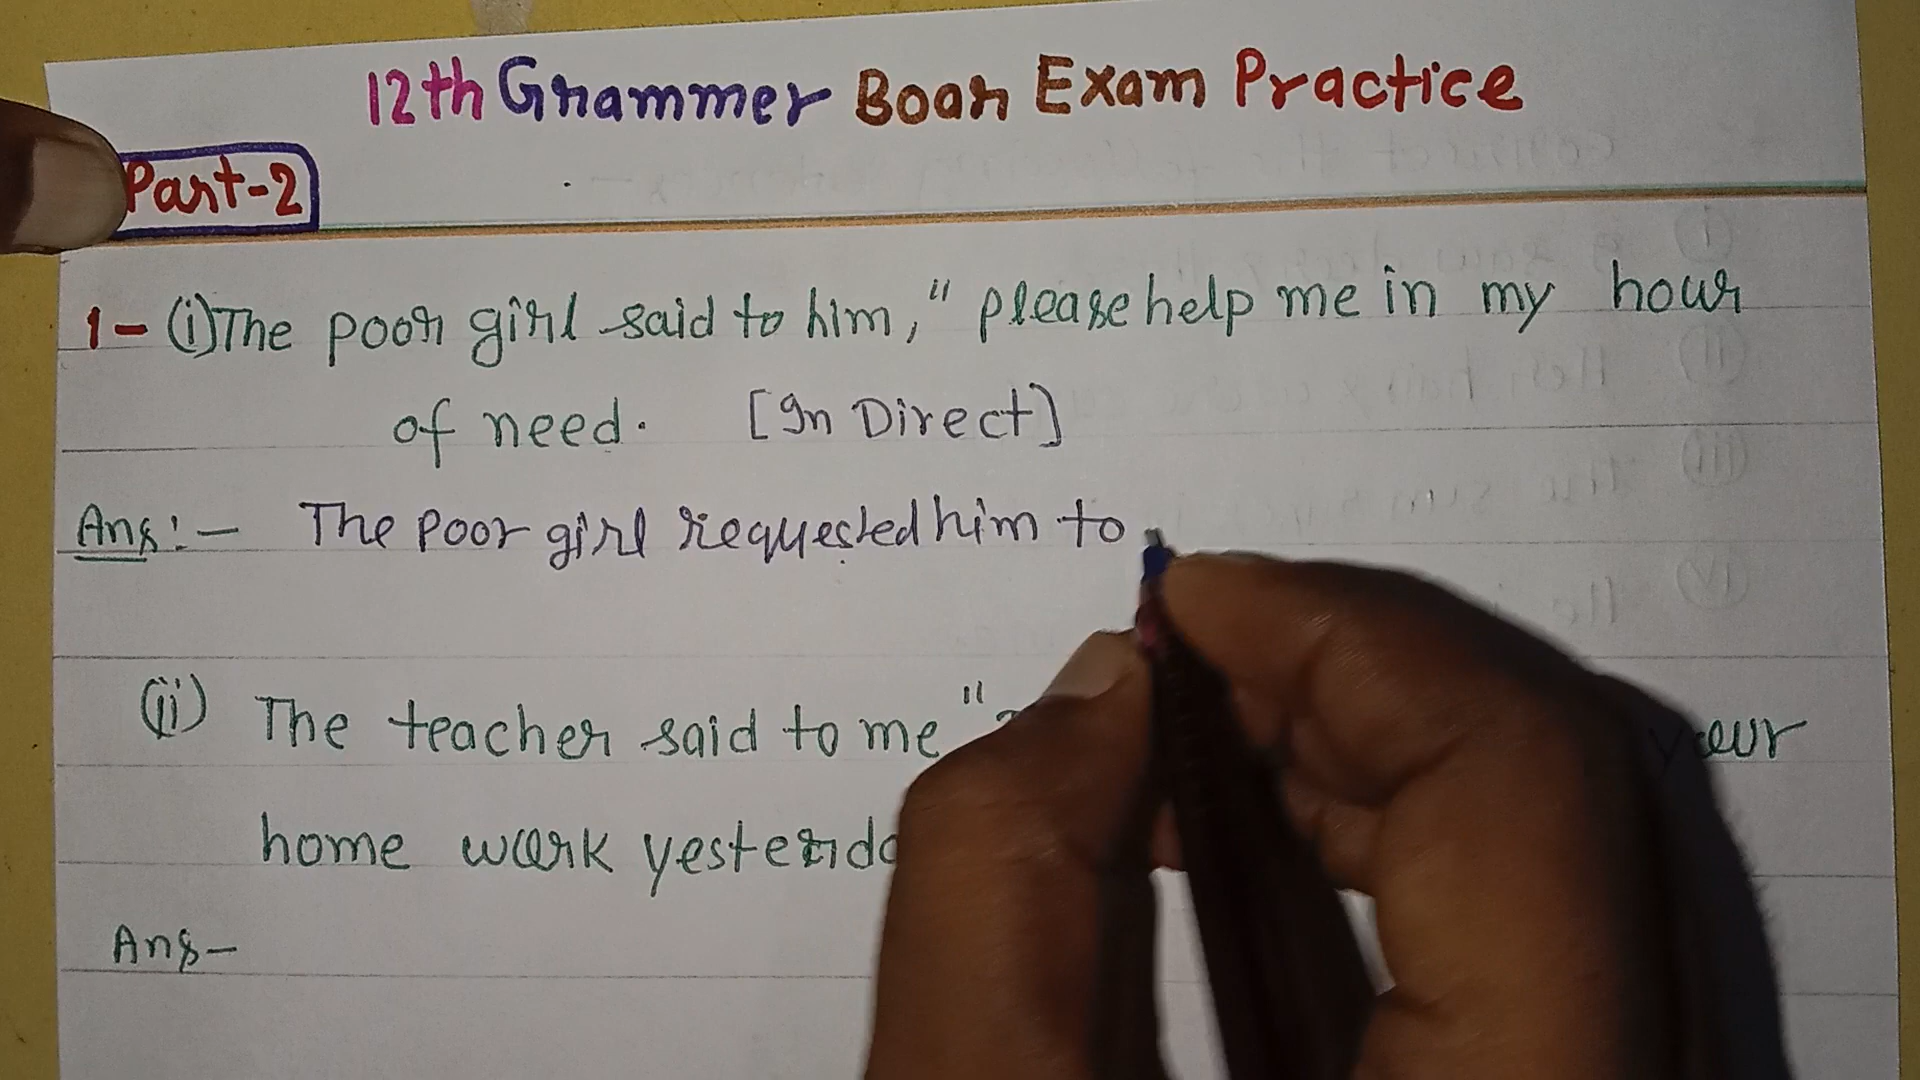 12th Grammer Boar Exam Practice
Part-2
1- (i) The poor girl said to him, " please help me in my hour
of need. [In Direct]
Ans:- The poor girl requested him to
(ii) The teacher said to me "
home work
Ans-